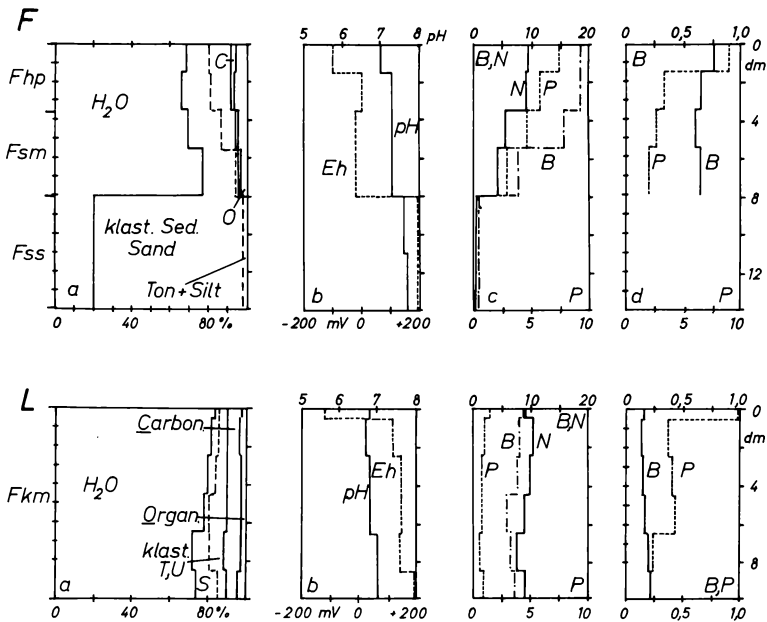 F
5 6 7 8 pH
0 10 20
0 0,5 1,0
0
dm
Fhp
H₂O
C
Eh
pH
B,N
N
P
B
B
P
B
4
Fsm
O
8
Fss
klast. Sed.
Sand
Ton+Silt
12
a
b
c
P
d
P
0 40 80 %
-200 mV 0 +200
0 5 10
0 5 10
L
5 6 7 8
0 10 20
0 0,5 1,0
0
dm
Carbon.
B,N
B
N
P
Eh
pH
B
P
Fkm
H₂O
4
Organ.
klast.
T,U
S
8
a
b
P
B,P
0 40 80 %
-200 mV 0 +200
0 5 10
0 0,5 1,0